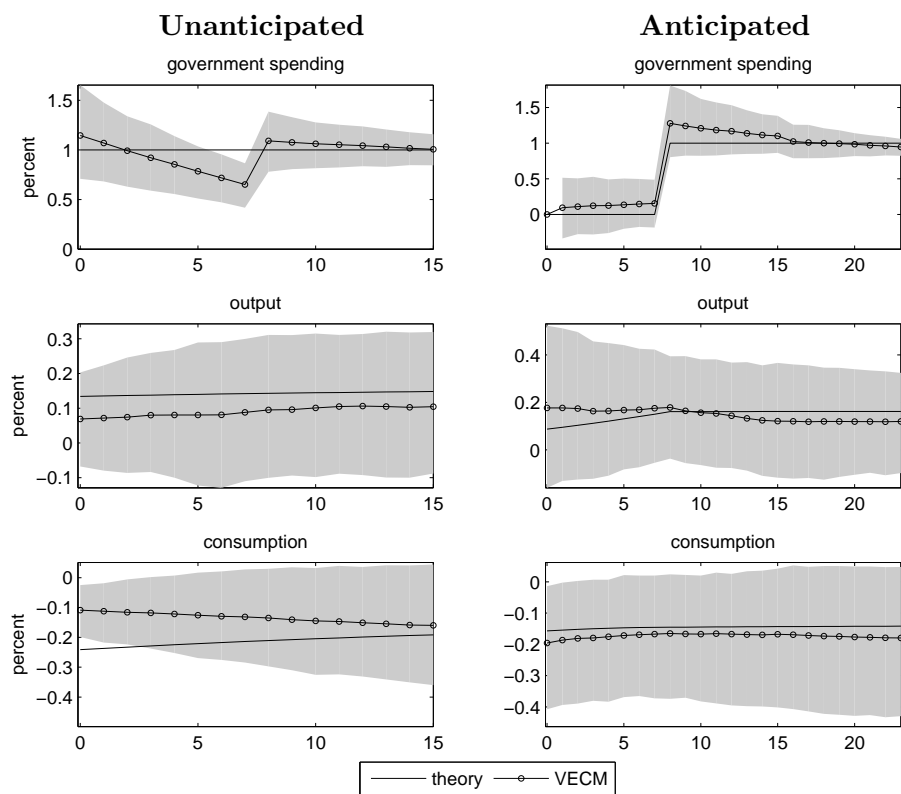 Unanticipated
Anticipated
government spending
government spending
percent
1.5
1
0.5
0
0 5 10 15
1.5
1
0.5
0
0 5 10 15 20
output
output
percent
0.3
0.2
0.1
0
−0.1
0 5 10 15
0.4
0.2
0
0 5 10 15 20
consumption
consumption
percent
0
−0.1
−0.2
−0.3
−0.4
0 5 10 15
0
−0.1
−0.2
−0.3
−0.4
0 5 10 15 20
theory VECM